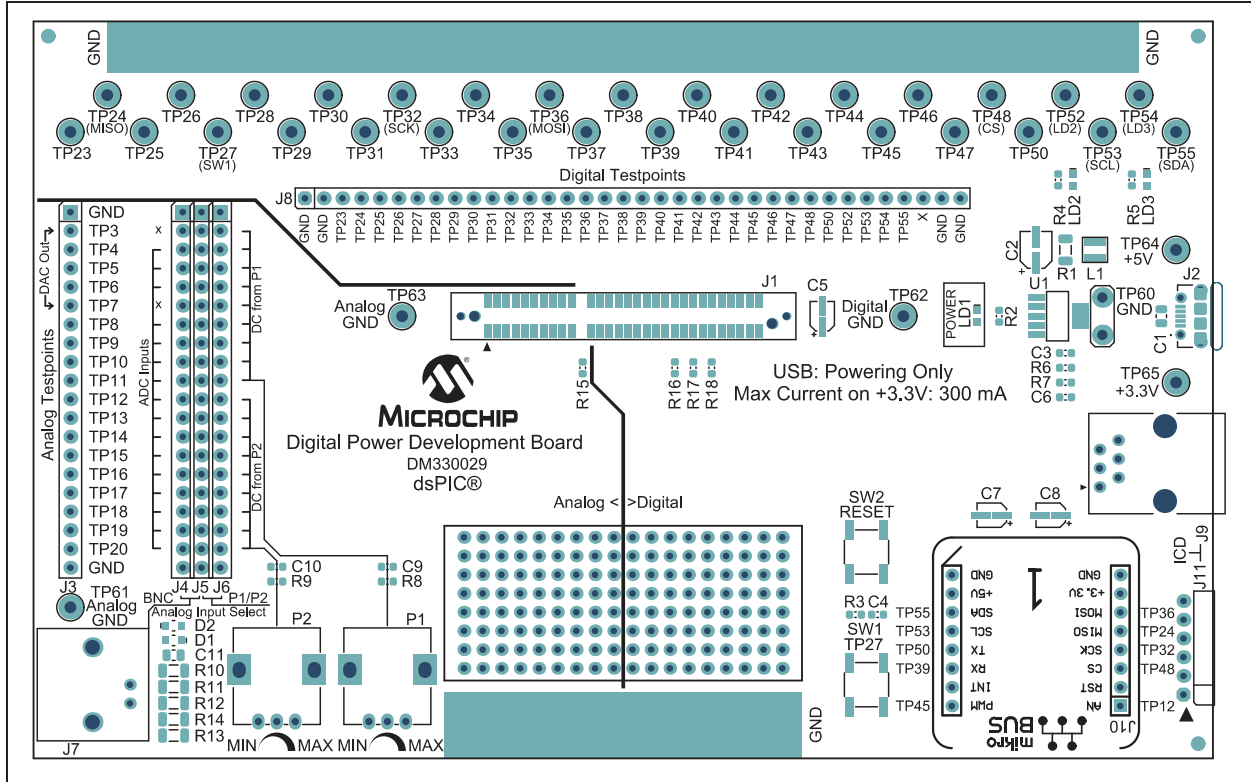 GND
GND
TP24
(MISO)
TP26
TP28
TP30
TP32
(SCK)
TP34
TP36
(MOSI)
TP38
TP40
TP42
TP44
TP46
TP48
(CS)
TP52
(LD2)
TP54
(LD3)
TP23
TP25
TP27
(SW1)
TP29
TP31
TP33
TP35
TP37
TP39
TP41
TP43
TP45
TP47
TP50
TP53
(SCL)
TP55
(SDA)
Digital Testpoints
J8
GND
GND
TP23
TP24
TP25
TP26
TP27
TP28
TP29
TP30
TP31
TP32
TP33
TP34
TP35
TP36
TP37
TP38
TP39
TP40
TP41
TP42
TP43
TP44
TP45
TP46
TP47
TP48
TP50
TP52
TP53
TP54
TP55
X
GND
GND
R4
LD2
R5
LD3
Analog Testpoints
DAC Out
GND
TP3
TP4
TP5
TP6
TP7
TP8
TP9
TP10
TP11
TP12
TP13
TP14
TP15
TP16
TP17
TP18
TP19
TP20
GND
x
x
ADC Inputs
DC from P1
DC from P2
J3
J4
J5
J6
TP61
Analog
GND
BNC
P1/P2
Analog Input Select
TP63
Analog
GND
J1
C5
TP62
Digital
GND
POWER
LD1
R2
C2
R1
L1
U1
TP64
+5V
TP60
GND
J2
C1
C3
R6
R7
C6
TP65
+3.3V
R15
R16
R17
R18
USB: Powering Only
Max Current on +3.3V: 300 mA
MICROCHIP
®
Digital Power Development Board
DM330029
dsPIC®
Analog < >Digital
C10
R9
C9
R8
D2
D1
C11
R10
R11
R12
R14
R13
J7
P2
P1
MIN
MAX
MIN
MAX
GND
SW2
RESET
R3
C4
SW1
TP27
C7
C8
TP55
TP53
TP50
TP39
TP45
GND
+5V
SDA
SCL
TX
RX
INT
PWM
1
GND
+3.3V
MOSI
MISO
SCK
CS
RST
AN
mikro
BUS
J10
TP36
TP24
TP32
TP48
TP12
ICD
J11
J9